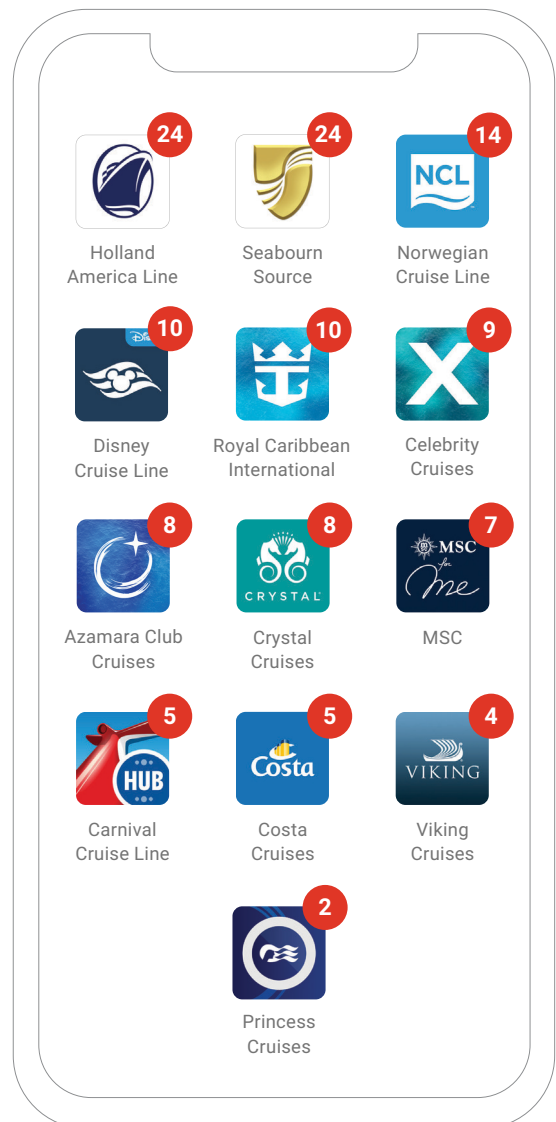 24
24
14
NCL
Holland
America Line
Seabourn
Source
Norwegian
Cruise Line
10
10
9
X
Disney
Cruise Line
Royal Caribbean
International
Celebrity
Cruises
8
8
7
CRYSTAL
MSC
for
me
Azamara Club
Cruises
Crystal
Cruises
MSC
5
5
4
HUB
Costa
VIKING
Carnival
Cruise Line
Costa
Cruises
Viking
Cruises
2
Princess
Cruises